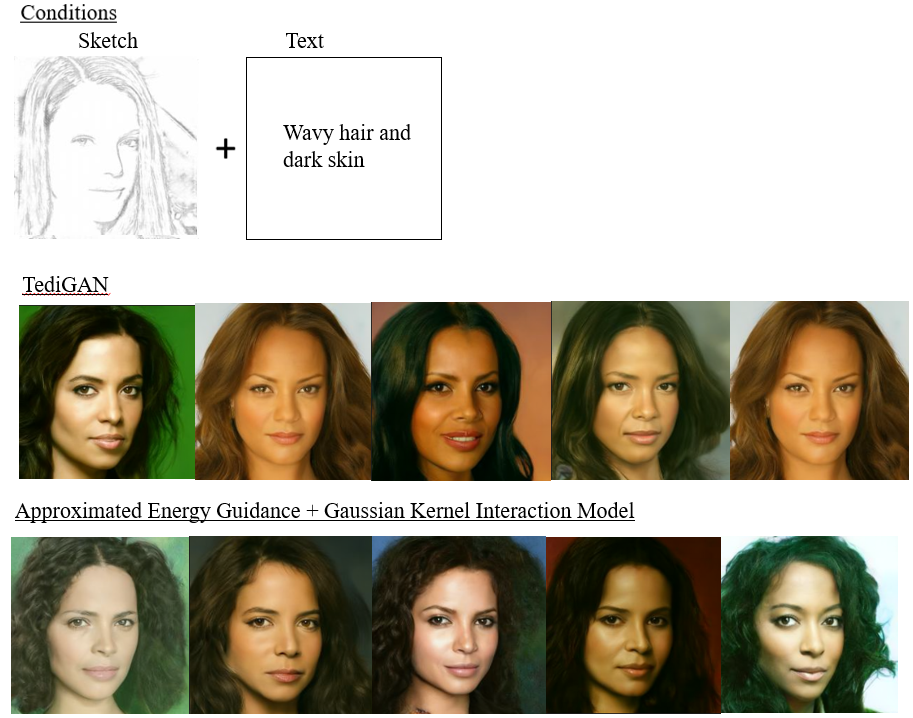 Conditions
Sketch
Text
+
Wavy hair and
dark skin
TediGAN
Approximated Energy Guidance + Gaussian Kernel Interaction Model